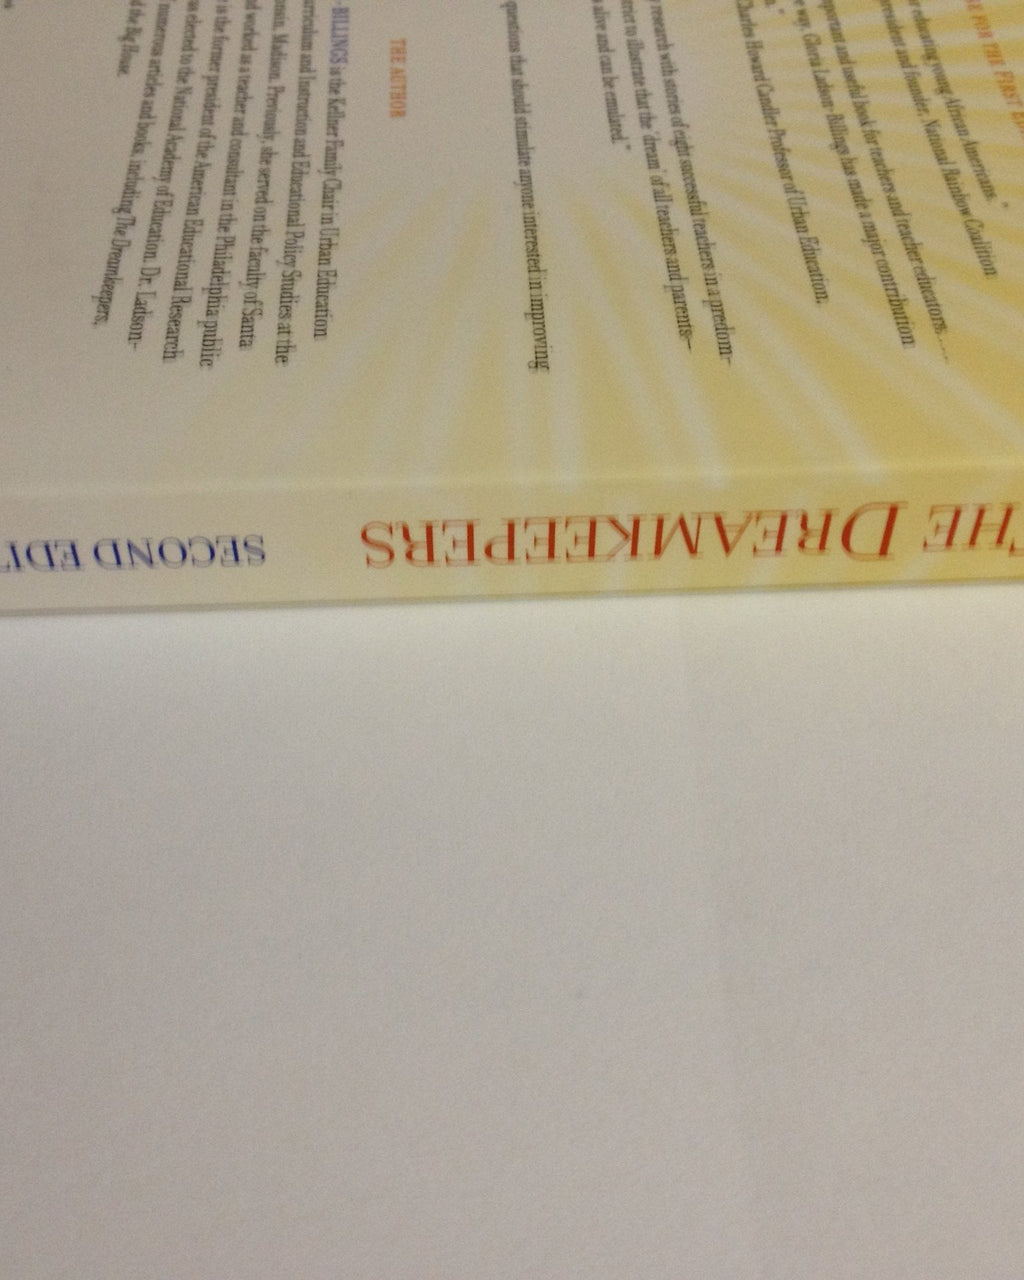 THE DREAMKEEPERS
SECOND
FOR THE FIRST
educating young African Americans."
president and founder, National Rainbow Coalition
important and useful book for teachers and teacher educators. . . .
way, Gloria Ladson-Billings has made a major contribution
."
Charles Howard Candler Professor of Urban Education,
research with stories of eight successful teachers in a predom-
to illustrate that the 'dream' of all teachers and parents—
alive and can be emulated."
questions that should stimulate anyone interested in improving
THE AUTHOR
-BILLINGS is the Kellner Family Chair in Urban Education
Curriculum and Instruction and Educational Policy Studies at the
Madison. Previously, she served on the faculty of Santa
worked as a teacher and consultant in the Philadelphia public
is the former president of the American Educational Research
elected to the National Academy of Education. Dr. Ladson-
numerous articles and books, including The Dreamkeepers,
the Big House.